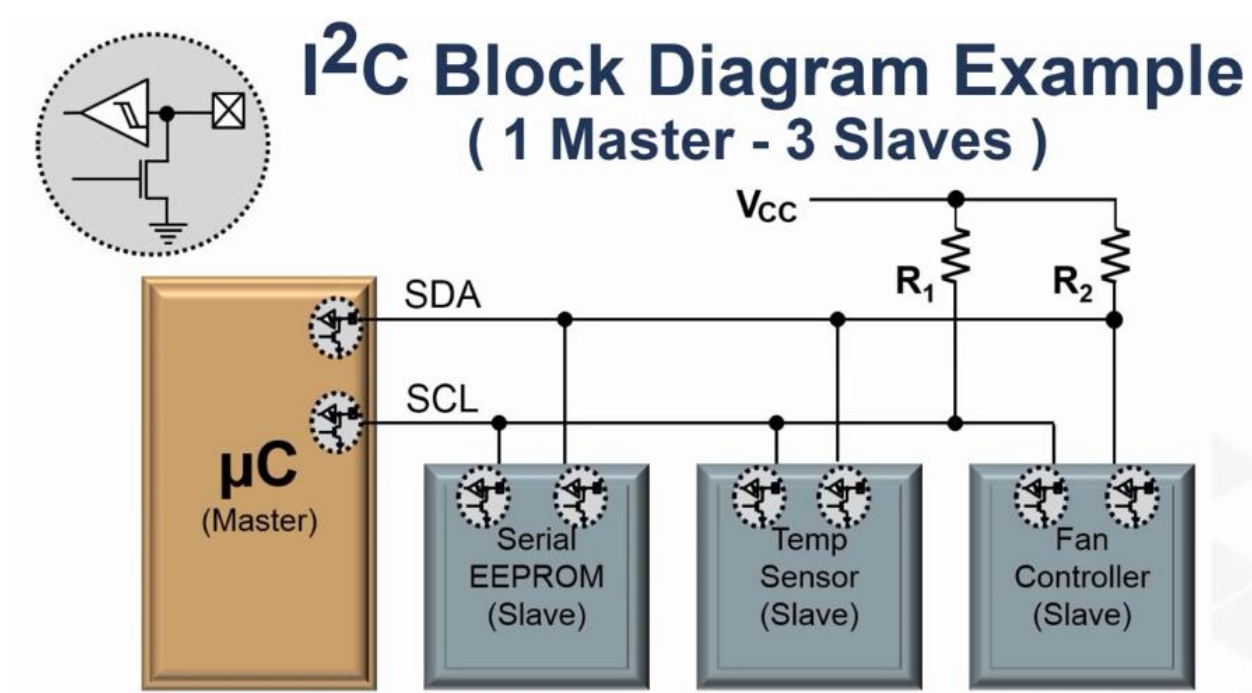 I²C Block Diagram Example
( 1 Master - 3 Slaves )
VCC
R1
R2
SDA
SCL
µC
(Master)
Serial
EEPROM
(Slave)
Temp
Sensor
(Slave)
Fan
Controller
(Slave)